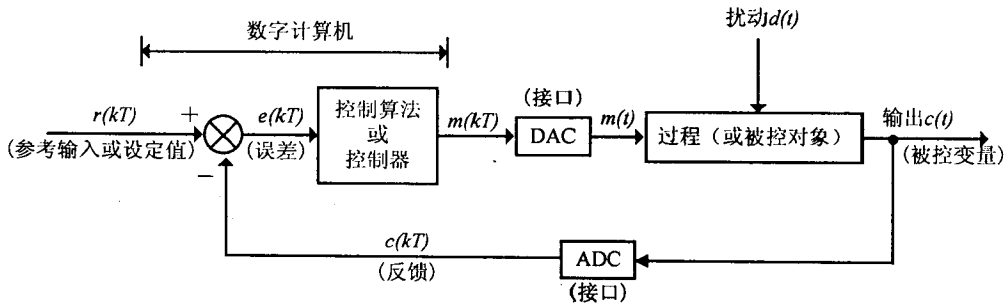 数字计算机
扰动d(t)
r(kT)
+
(参考输入或设定值)
−
e(kT)
(误差)
控制算法
或
控制器
m(kT)
(接口)
DAC
m(t)
过程（或被控对象）
输出c(t)
(被控变量)
c(kT)
(反馈)
ADC
(接口)